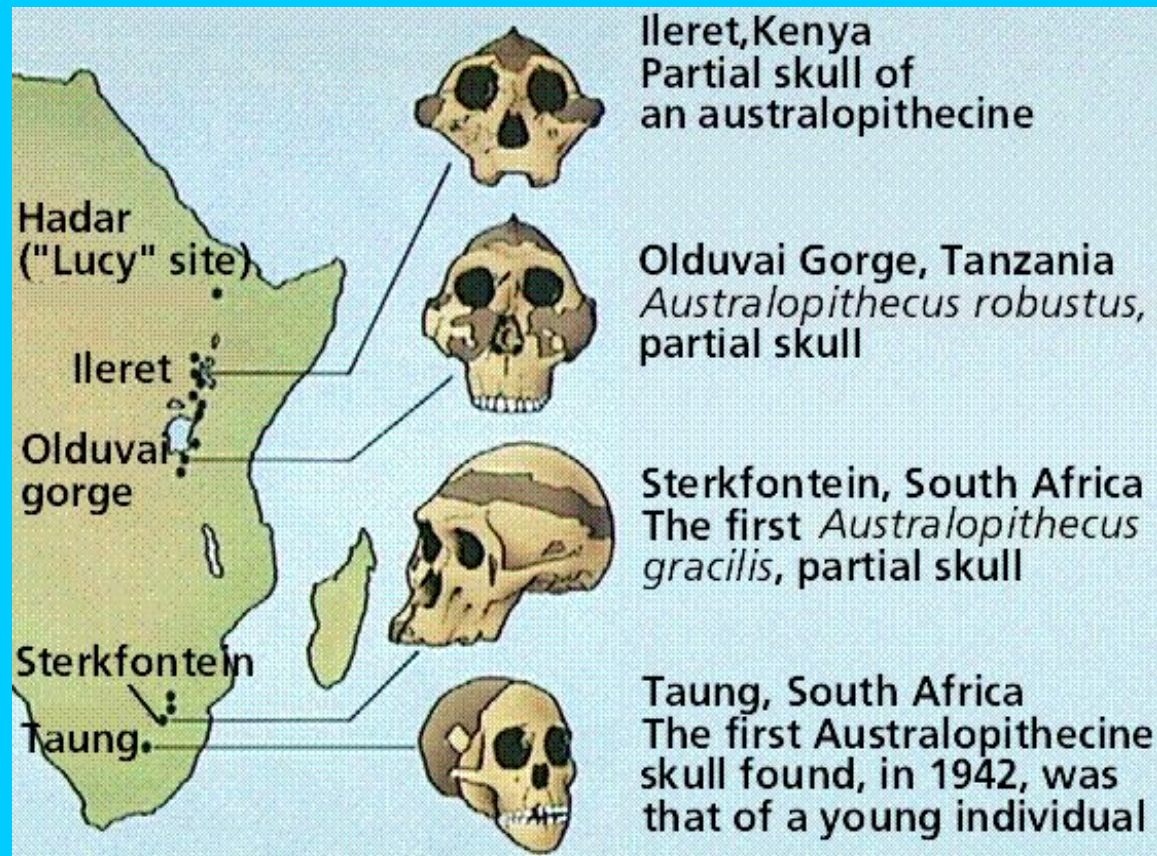 Ileret,Kenya
Partial skull of
an australopithecine
Hadar
("Lucy" site)
Olduvai Gorge, Tanzania
Australopithecus robustus,
partial skull
Ileret
Olduvai
gorge
Sterkfontein, South Africa
The first Australopithecus
gracilis, partial skull
Sterkfontein
Taung
Taung, South Africa
The first Australopithecine
skull found, in 1942, was
that of a young individual